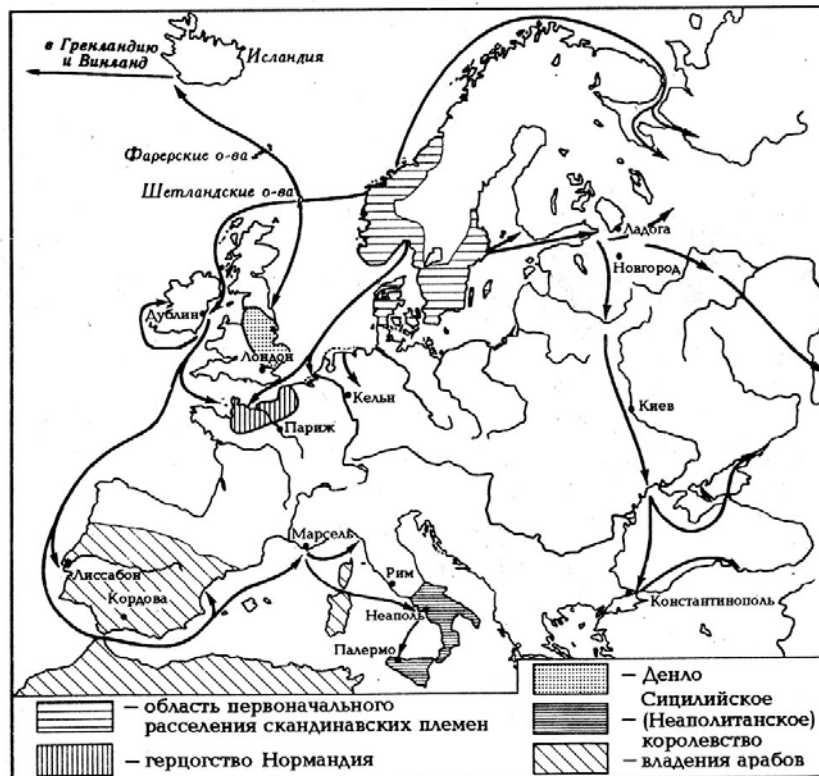 в Гренландию
и Винланд
Исландия
Фарерские о-ва
Шетландские о-ва
Ладога
Новгород
Дублин
Лондон
Кельн
Киев
Париж
Марсель
Рим
Лиссабон
Кордова
Неаполь
Константинополь
Палермо
– область первоначального
расселения скандинавских племен
– герцогство Нормандия
– Денло
Сицилийское
– (Неаполитанское)
королевство
– владения арабов